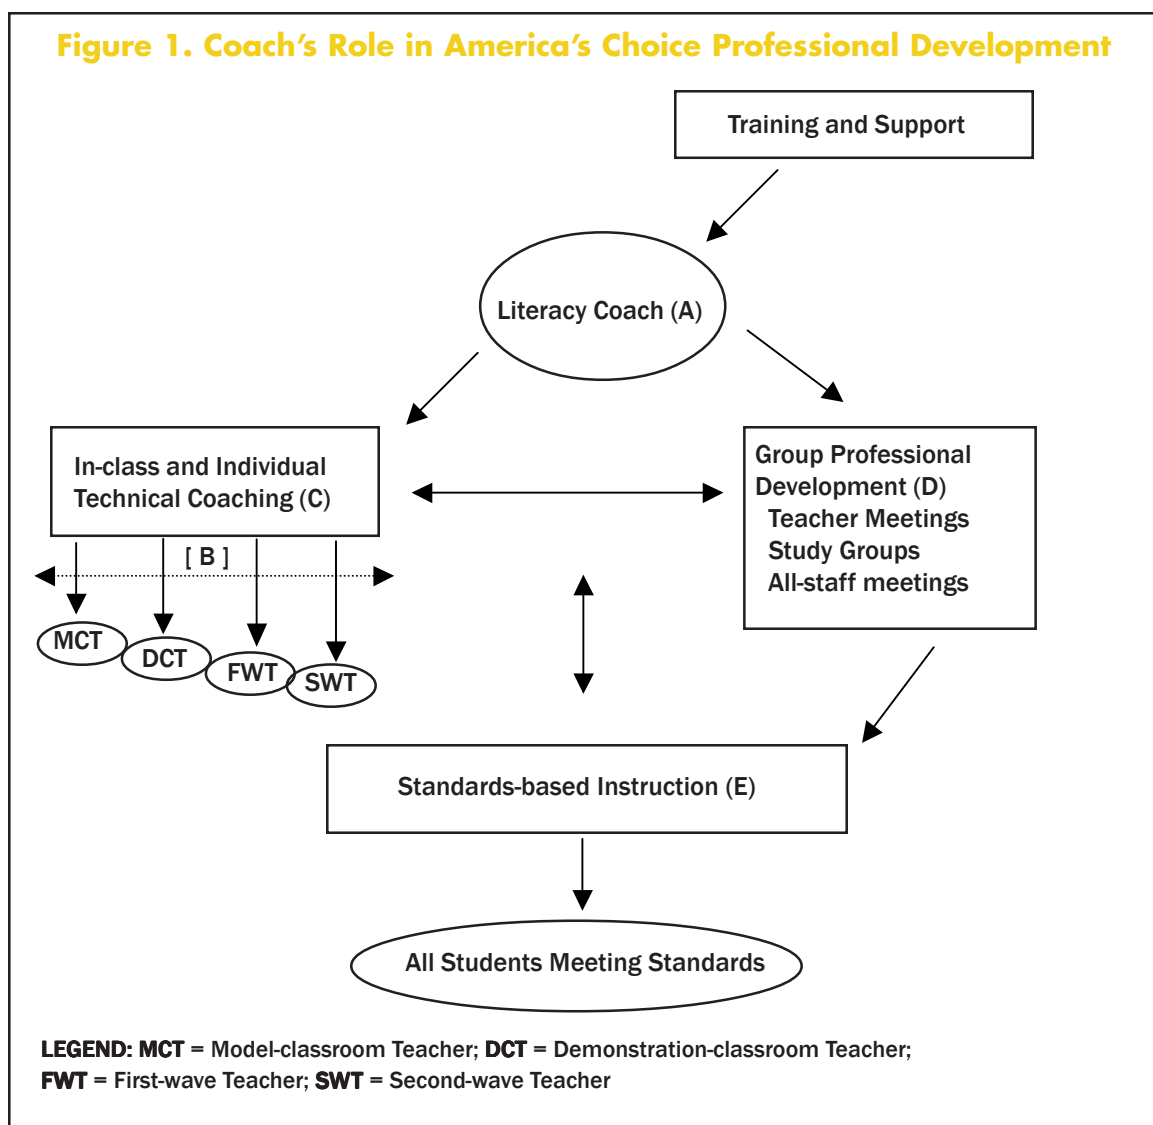 Figure 1. Coach's Role in America's Choice Professional Development
Training and Support
Literacy Coach (A)
In-class and Individual
Technical Coaching (C)
Group Professional
Development (D)
Teacher Meetings
Study Groups
All-staff meetings
[ B ]
MCT
DCT
FWT
SWT
Standards-based Instruction (E)
All Students Meeting Standards
LEGEND: MCT = Model-classroom Teacher; DCT = Demonstration-classroom Teacher;
FWT = First-wave Teacher; SWT = Second-wave Teacher